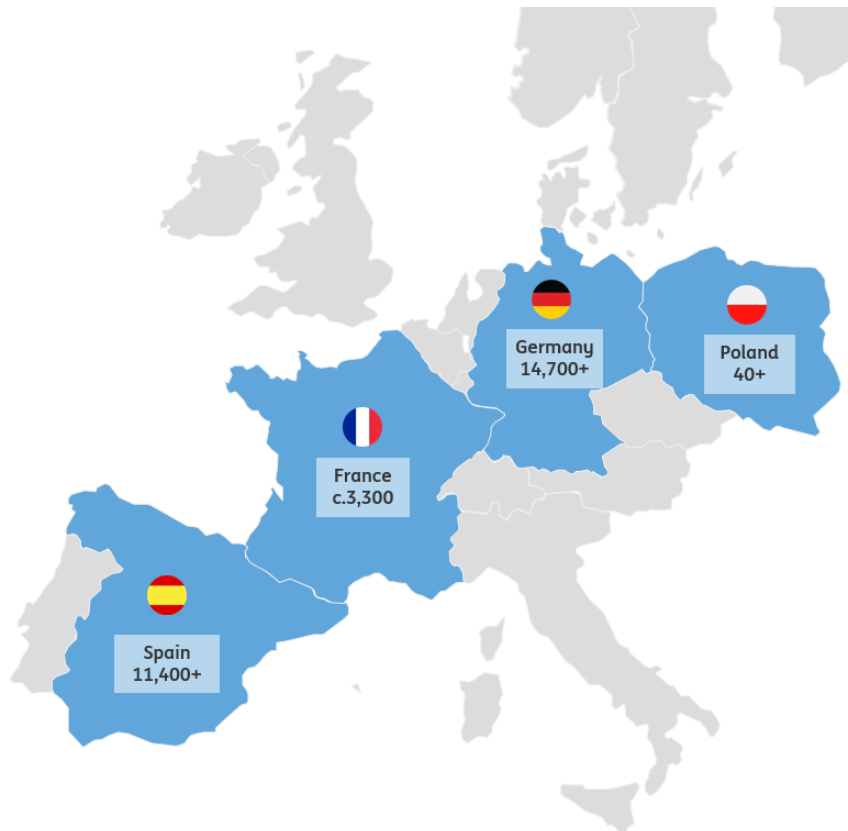 Germany
14,700+
Poland
40+
France
c.3,300
Spain
11,400+